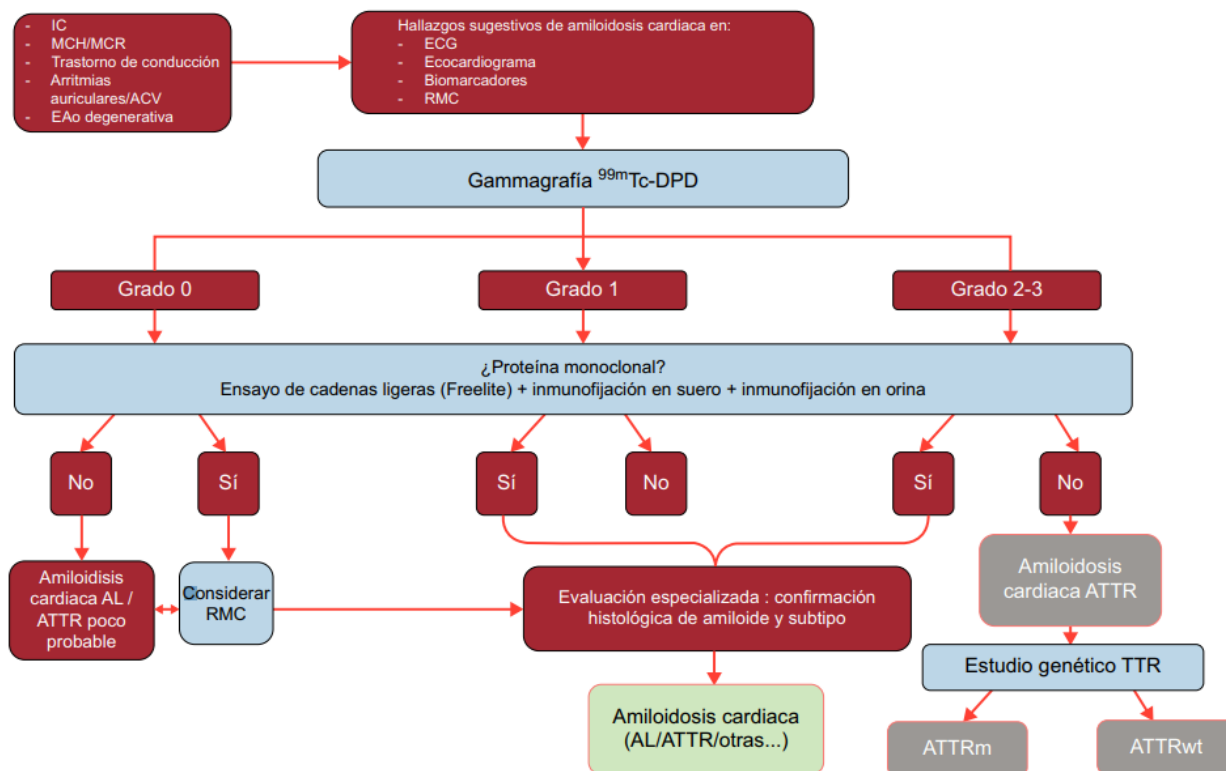 - IC
- MCH/MCR
- Trastorno de conducción
- Arritmias
auriculares/ACV
- EAo degenerativa
Hallazgos sugestivos de amiloidosis cardiaca en:
- ECG
- Ecocardiograma
- Biomarcadores
- RMC
Gammagrafía ⁹⁹ᵐTc-DPD
Grado 0
Grado 1
Grado 2-3
¿Proteína monoclonal?
Ensayo de cadenas ligeras (Freelite) + inmunofijación en suero + inmunofijación en orina
No
Sí
Sí
No
Sí
No
Amiloidisis
cardiaca AL /
ATTR poco
probable
Considerar
RMC
Evaluación especializada : confirmación
histológica de amiloide y subtipo
Amiloidosis
cardiaca ATTR
Estudio genético TTR
Amiloidosis cardiaca
(AL/ATTR/otras...)
ATTRm
ATTRwt